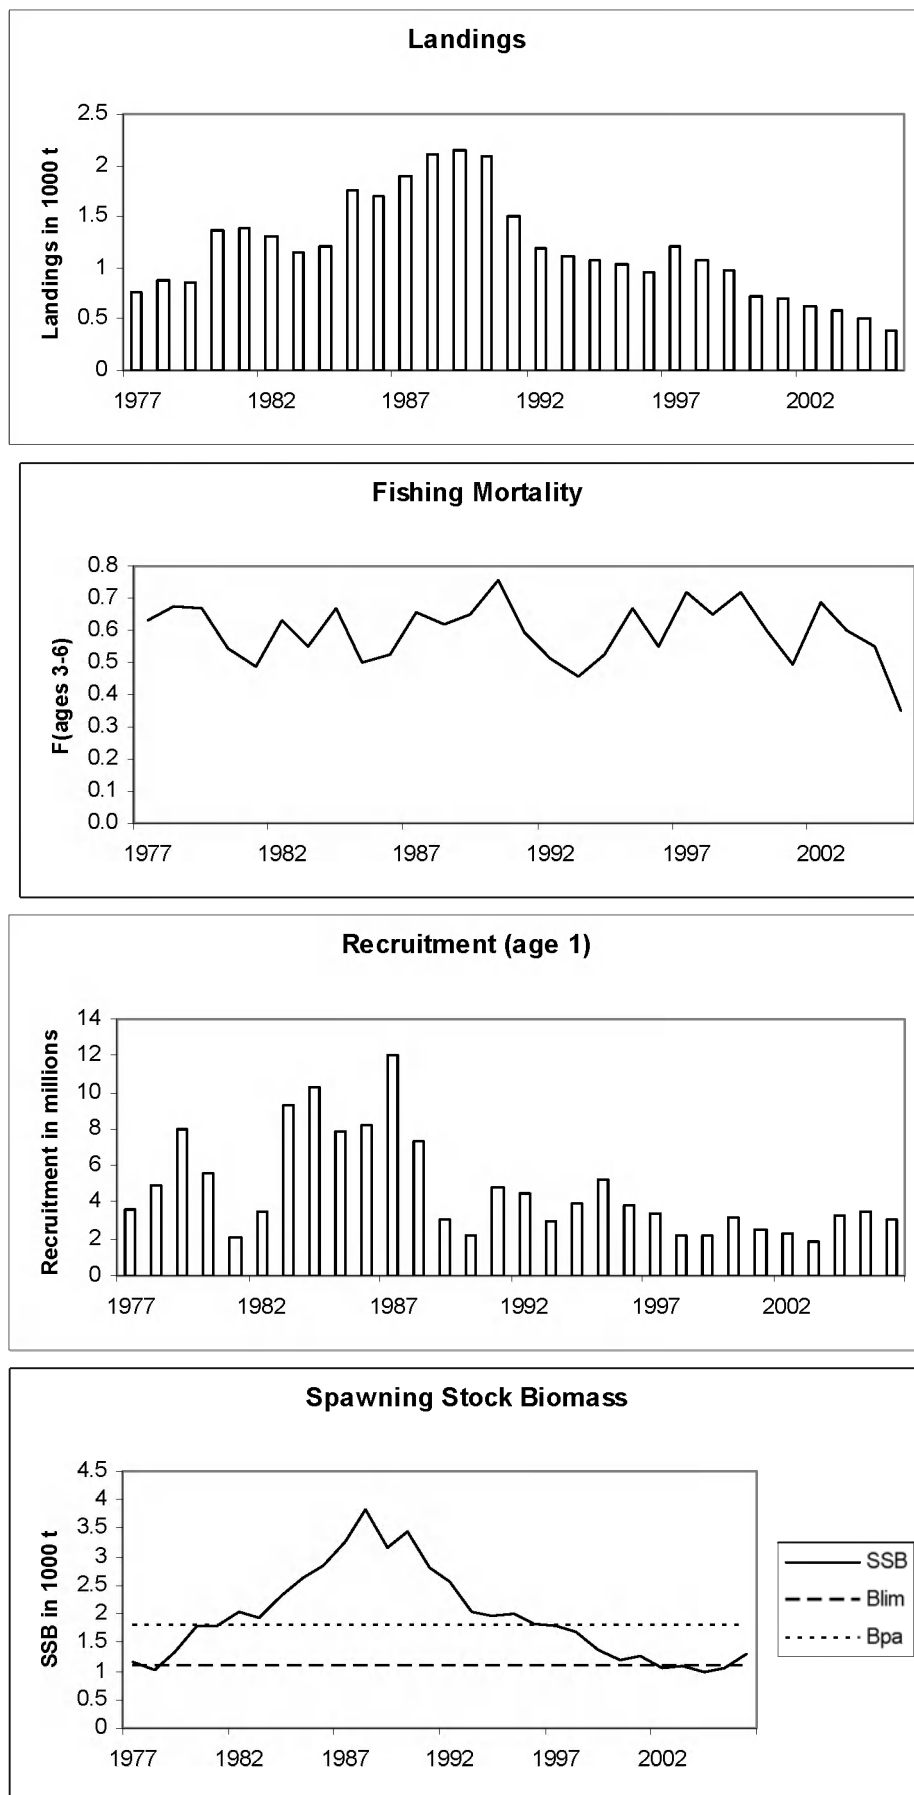 Landings
Landings in 1000 t
2.5
2
1.5
1
0.5
0
1977 1982 1987 1992 1997 2002
Fishing Mortality
F(ages 3-6)
0.8
0.7
0.6
0.5
0.4
0.3
0.2
0.1
0.0
1977 1982 1987 1992 1997 2002
Recruitment (age 1)
Recruitment in millions
14
12
10
8
6
4
2
0
1977 1982 1987 1992 1997 2002
Spawning Stock Biomass
SSB in 1000 t
4.5
4
3.5
3
2.5
2
1.5
1
0.5
0
1977 1982 1987 1992 1997 2002
SSB
Blim
Bpa